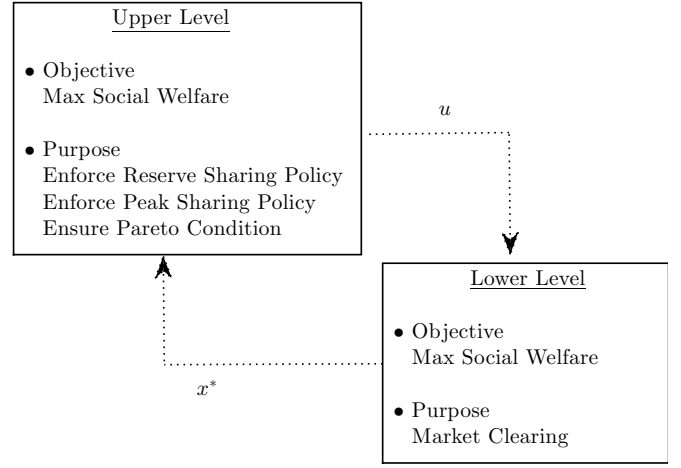 Upper Level
• Objective
Max Social Welfare
• Purpose
Enforce Reserve Sharing Policy
Enforce Peak Sharing Policy
Ensure Pareto Condition
u
Lower Level
• Objective
Max Social Welfare
• Purpose
Market Clearing
x*